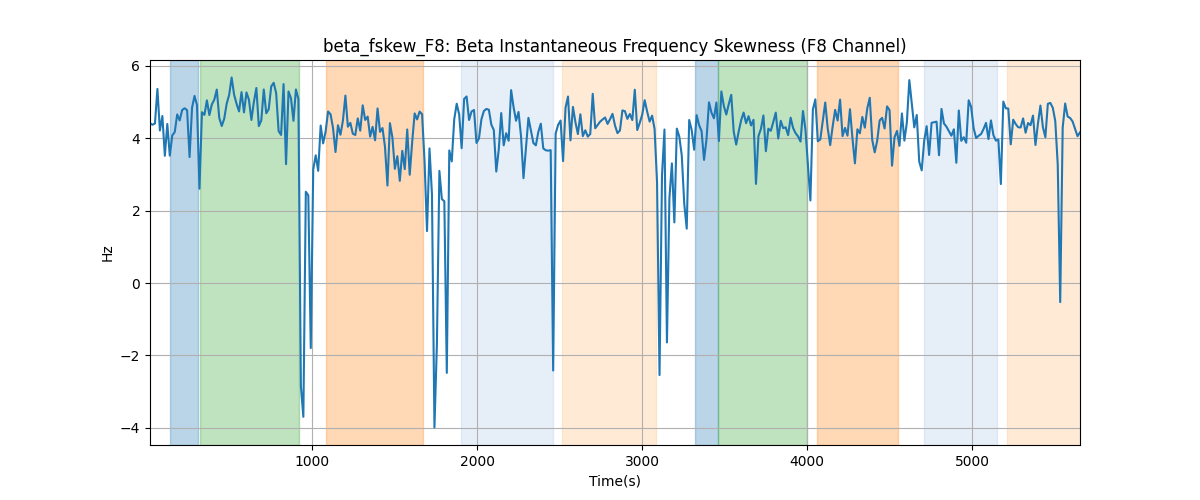 beta_fskew_F8: Beta Instantaneous Frequency Skewness (F8 Channel)
6
4
2
0
−2
−4
Hz
1000 2000 3000 4000 5000
Time(s)